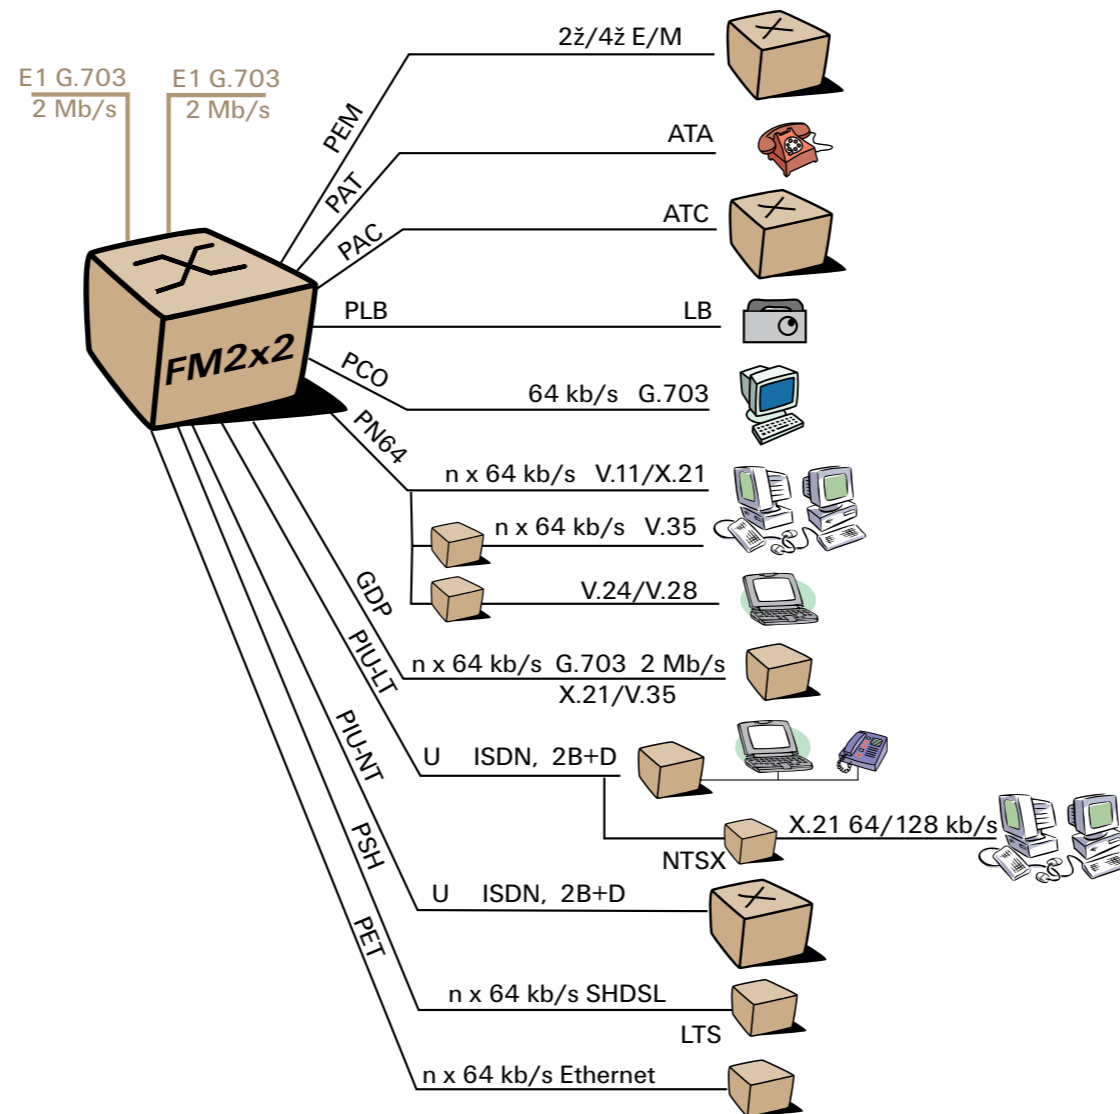 2ž/4ž E/M
E1 G.703
2 Mb/s
E1 G.703
2 Mb/s
PEM
ATA
PAT
ATC
PAC
FM2x2
PLB
LB
PCO
64 kb/s G.703
PN64
n x 64 kb/s V.11/X.21
n x 64 kb/s V.35
V.24/V.28
GDP
n x 64 kb/s G.703 2 Mb/s
X.21/V.35
PIU-LT
U ISDN, 2B+D
X.21 64/128 kb/s
NTSX
PIU-NT
U ISDN, 2B+D
PSH
n x 64 kb/s SHDSL
LTS
PET
n x 64 kb/s Ethernet